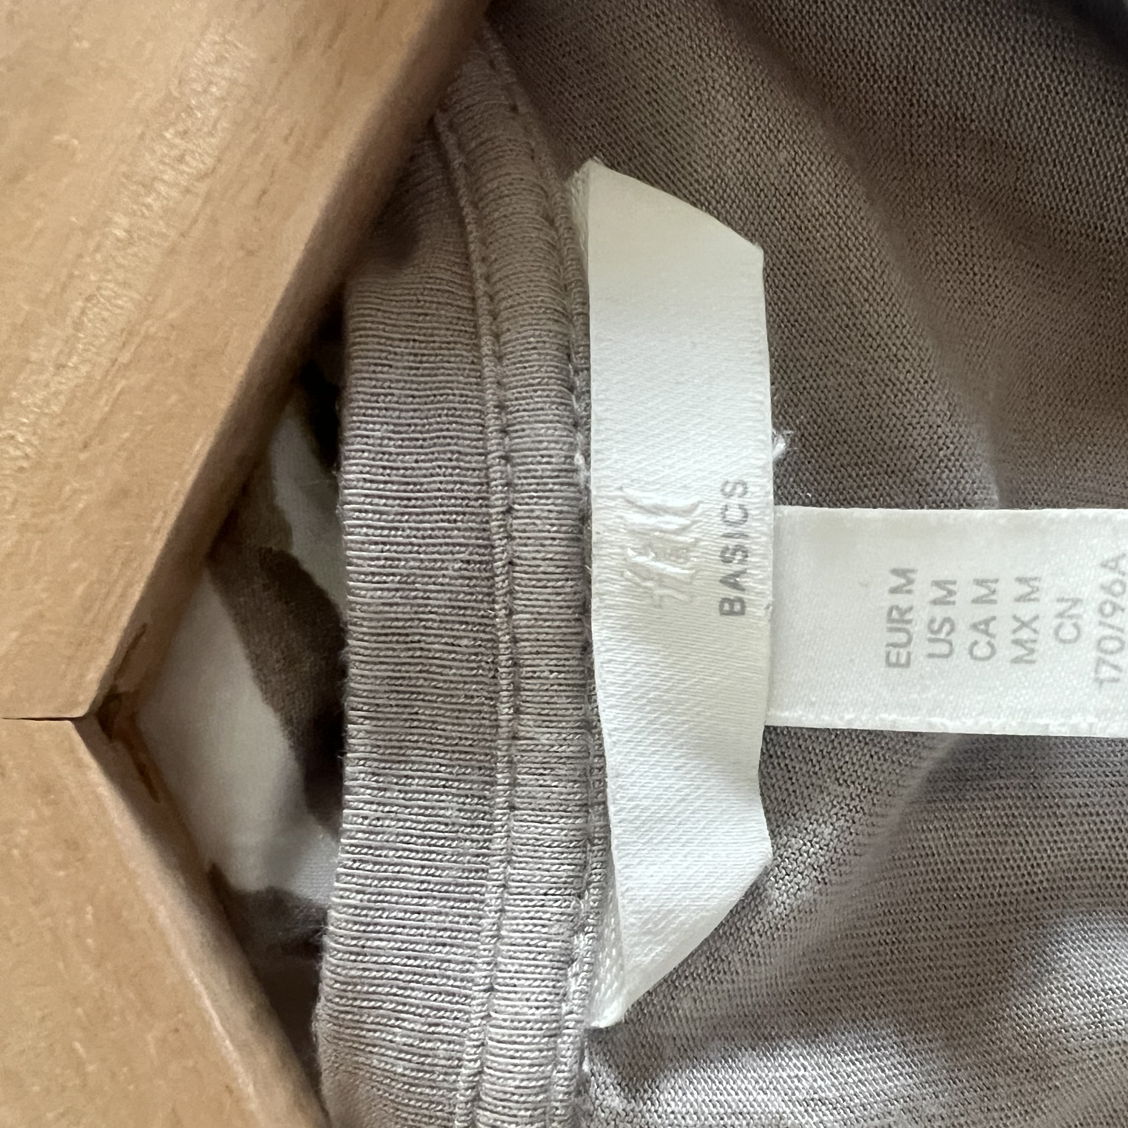 H&M
BASICS
EUR M
US M
CA M
MX M
CN
170/96A